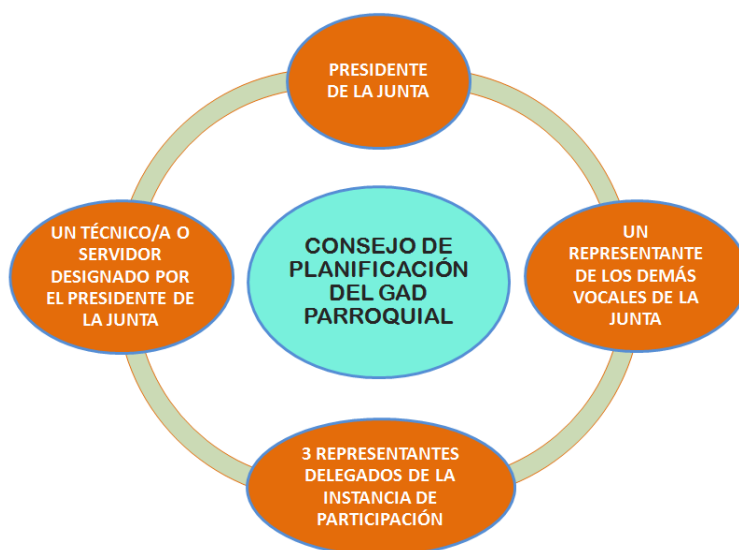 PRESIDENTE
DE LA JUNTA
UN TÉCNICO/A O
SERVIDOR
DESIGNADO POR
EL PRESIDENTE DE
LA JUNTA
CONSEJO DE
PLANIFICACIÓN
DEL GAD
PARROQUIAL
UN
REPRESENTANTE
DE LOS DEMÁS
VOCALES DE LA
JUNTA
3 REPRESENTANTES
DELEGADOS DE LA
INSTANCIA DE
PARTICIPACIÓN